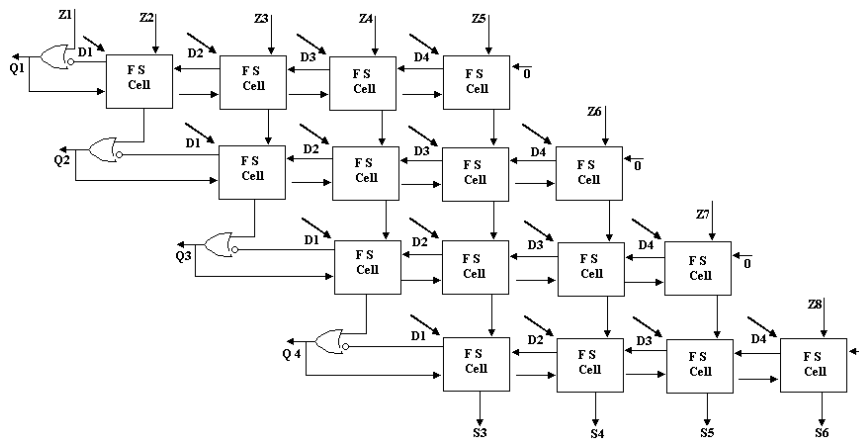 Z1 Z2 Z3 Z4 Z5
D1 D2 D3 D4
Q1 F S Cell F S Cell F S Cell F S Cell 0
Z6
D1 D2 D3 D4
Q2 F S Cell F S Cell F S Cell F S Cell 0
Z7
D1 D2 D3 D4
Q3 F S Cell F S Cell F S Cell F S Cell 0
Z8
D1 D2 D3 D4
Q 4 F S Cell F S Cell F S Cell F S Cell
S3 S4 S5 S6